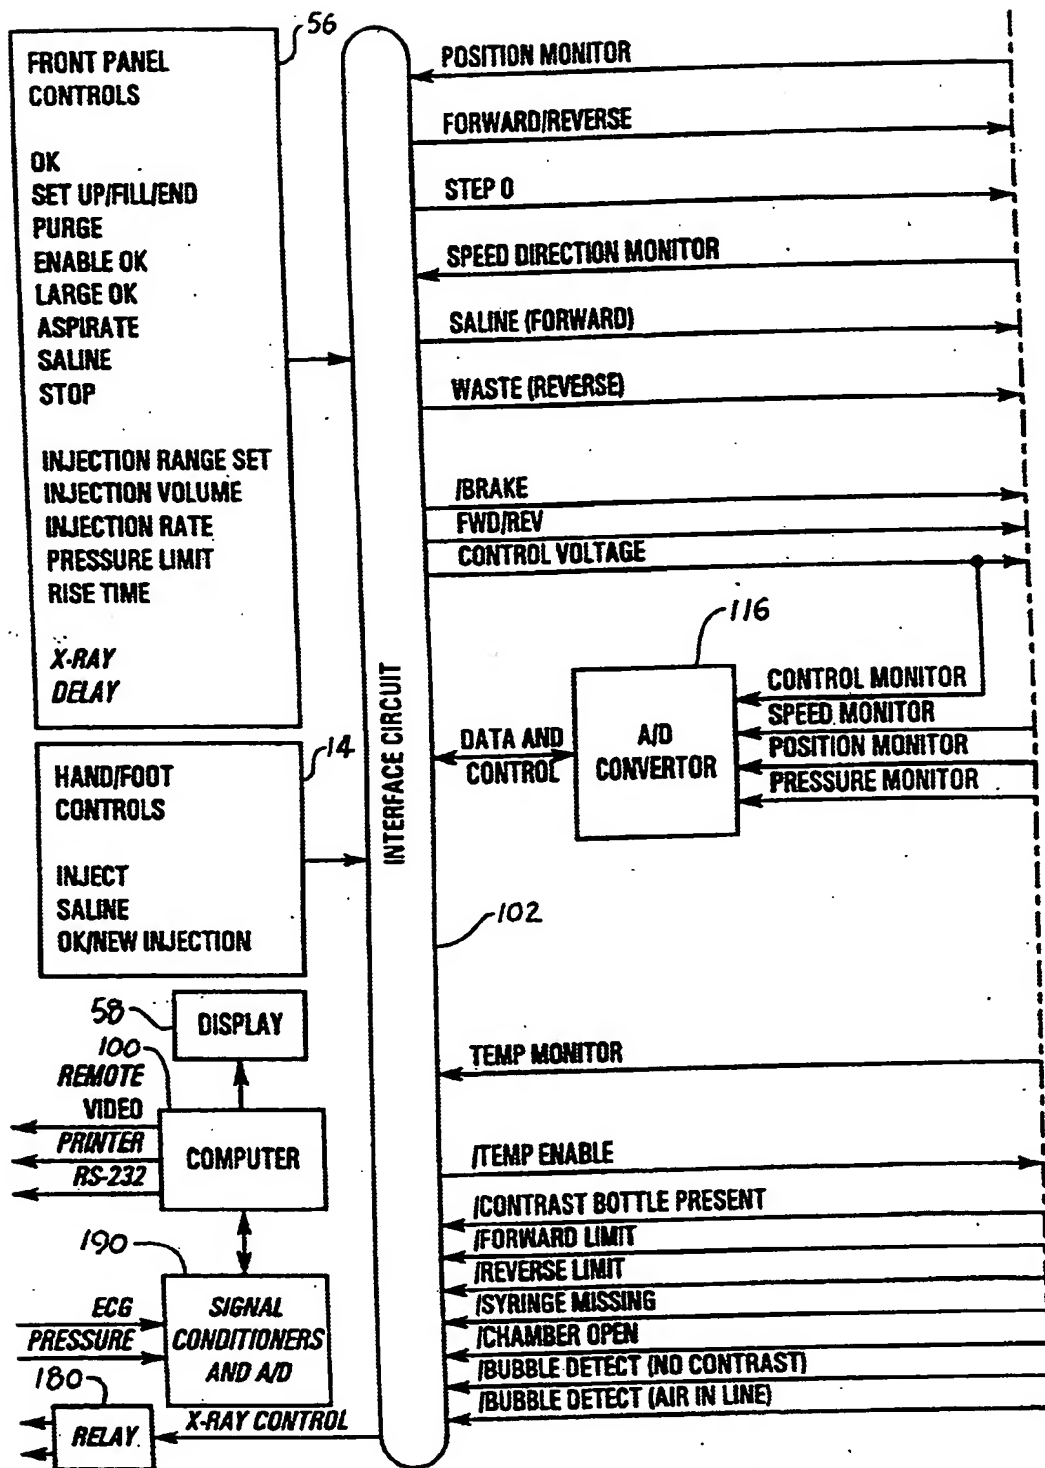 56
FRONT PANEL
CONTROLS
OK
SET UP/FILL/END
PURGE
ENABLE OK
LARGE OK
ASPIRATE
SALINE
STOP
INJECTION RANGE SET
INJECTION VOLUME
INJECTION RATE
PRESSURE LIMIT
RISE TIME
X-RAY
DELAY
14
HAND/FOOT
CONTROLS
INJECT
SALINE
OK/NEW INJECTION
58
DISPLAY
100
REMOTE
VIDEO
PRINTER
RS-232
COMPUTER
190
ECG
PRESSURE
SIGNAL
CONDITIONERS
AND A/D
180
RELAY
X-RAY CONTROL
INTERFACE CIRCUIT
102
POSITION MONITOR
FORWARD/REVERSE
STEP 0
SPEED DIRECTION MONITOR
SALINE (FORWARD)
WASTE (REVERSE)
/BRAKE
FWD/REV
CONTROL VOLTAGE
116
DATA AND
CONTROL
A/D
CONVERTOR
CONTROL MONITOR
SPEED MONITOR
POSITION MONITOR
PRESSURE MONITOR
TEMP MONITOR
/TEMP ENABLE
/CONTRAST BOTTLE PRESENT
/FORWARD LIMIT
/REVERSE LIMIT
/SYRINGE MISSING
/CHAMBER OPEN
/BUBBLE DETECT (NO CONTRAST)
/BUBBLE DETECT (AIR IN LINE)